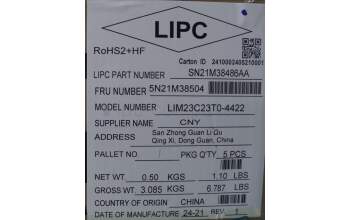 LIPC
RoHS2+HF
Carton ID 2410002405210001
LIPC PART NUMBER SN21M38486AA
FRU NUMBER 5N21M38504
MODEL NUMBER LIM23C23T0-4422
SUPPLIER NAME CNY
ADDRESS San Zhong Guan Li Qu
Qing Xi, Dong Guan, China
PALLET NO / PKG Q'TY 5 PCS
NET WT. 0.50 KGS 1.10 LBS
GROSS WT. 3.085 KGS 6.787 LBS
COUNTRY OF ORIGIN CHINA
DATE OF MANUFACTURE 24-21 REV.